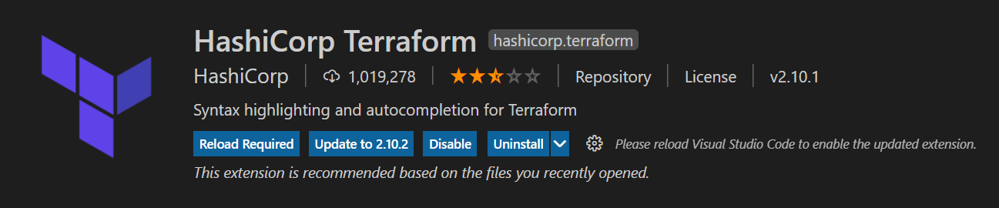 HashiCorp Terraform hashicorp.terraform
HashiCorp 1,019,278 Repository License v2.10.1
Syntax highlighting and autocompletion for Terraform
Reload Required Update to 2.10.2 Disable Uninstall Please reload Visual Studio Code to enable the updated extension.
This extension is recommended based on the files you recently opened.